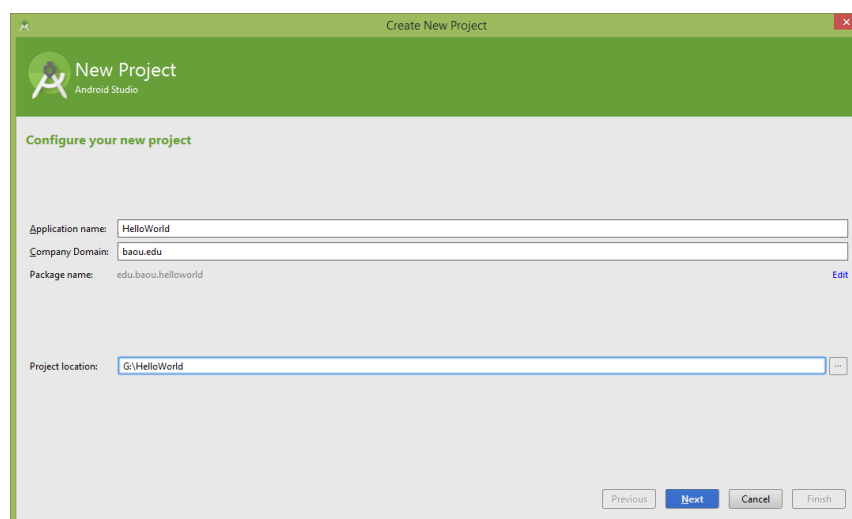 Create New Project
New Project
Android Studio
Configure your new project
Application name: HelloWorld
Company Domain: baou.edu
Package name: edu.baou.helloworld Edit
Project location: G:\HelloWorld ...
Previous Next Cancel Finish